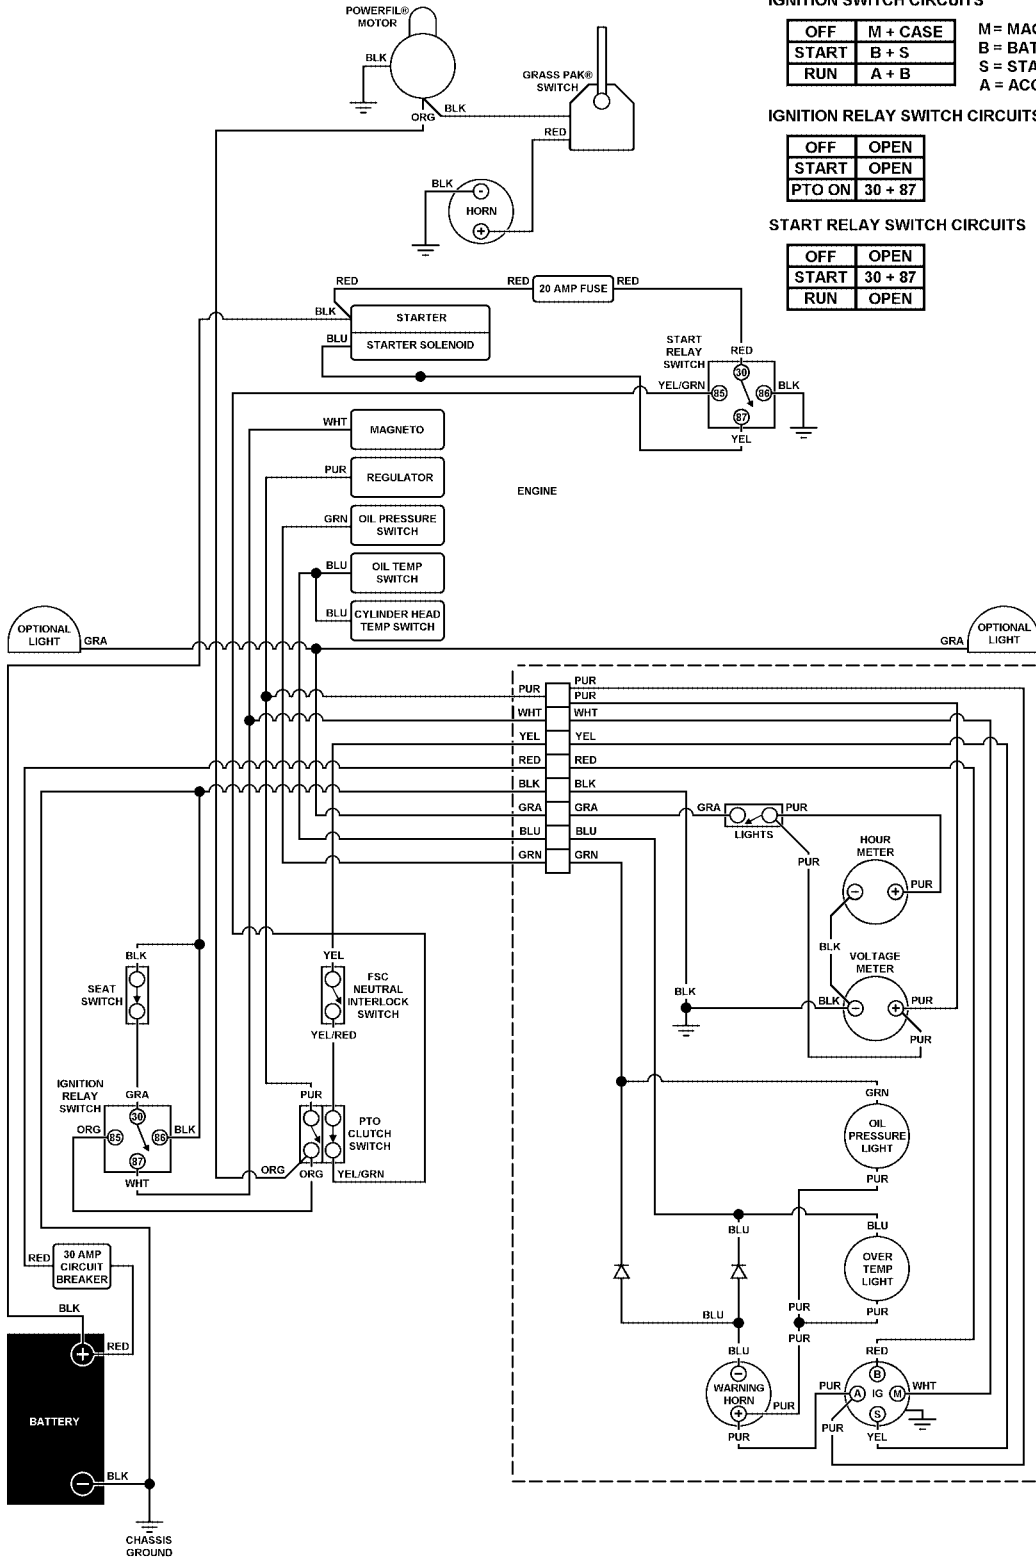 IGNITION SWITCH CIRCUITS
OFF M + CASE
START B + S
RUN A + B
M = MAG
B = BAT
S = STA
A = ACC
IGNITION RELAY SWITCH CIRCUITS
OFF OPEN
START OPEN
PTO ON 30 + 87
START RELAY SWITCH CIRCUITS
OFF OPEN
START 30 + 87
RUN OPEN
POWERFIL®
MOTOR
BLK
GRASS PAK®
SWITCH
BLK
ORG
RED
BLK
-
HORN
+
RED
RED
20 AMP FUSE
RED
BLK
STARTER
BLU
STARTER SOLENOID
START
RELAY
SWITCH
RED
30
YEL/GRN
85
86
BLK
87
YEL
WHT
MAGNETO
PUR
REGULATOR
ENGINE
GRN
OIL PRESSURE
SWITCH
BLU
OIL TEMP
SWITCH
BLU
CYLINDER HEAD
TEMP SWITCH
OPTIONAL
LIGHT
GRA
GRA
OPTIONAL
LIGHT
PUR
PUR
PUR
WHT
WHT
YEL
YEL
RED
RED
BLK
BLK
GRA
GRA
BLU
BLU
GRN
GRN
GRA
PUR
LIGHTS
PUR
HOUR
METER
-
+
PUR
BLK
VOLTAGE
METER
BLK
BLK
-
+
PUR
PUR
BLK
SEAT
SWITCH
YEL
FSC
NEUTRAL
INTERLOCK
SWITCH
YEL/RED
IGNITION
RELAY
SWITCH
GRA
30
ORG
85
86
BLK
87
WHT
PUR
PTO
CLUTCH
SWITCH
ORG
ORG
YEL/GRN
GRN
OIL
PRESSURE
LIGHT
PUR
BLU
BLU
OVER
TEMP
LIGHT
PUR
PUR
BLU
PUR
BLU
RED
-
WARNING
HORN
+
PUR
PUR
PUR
B
A
IG
M
S
WHT
PUR
YEL
RED
30 AMP
CIRCUIT
BREAKER
BLK
+
RED
BATTERY
-
BLK
CHASSIS
GROUND